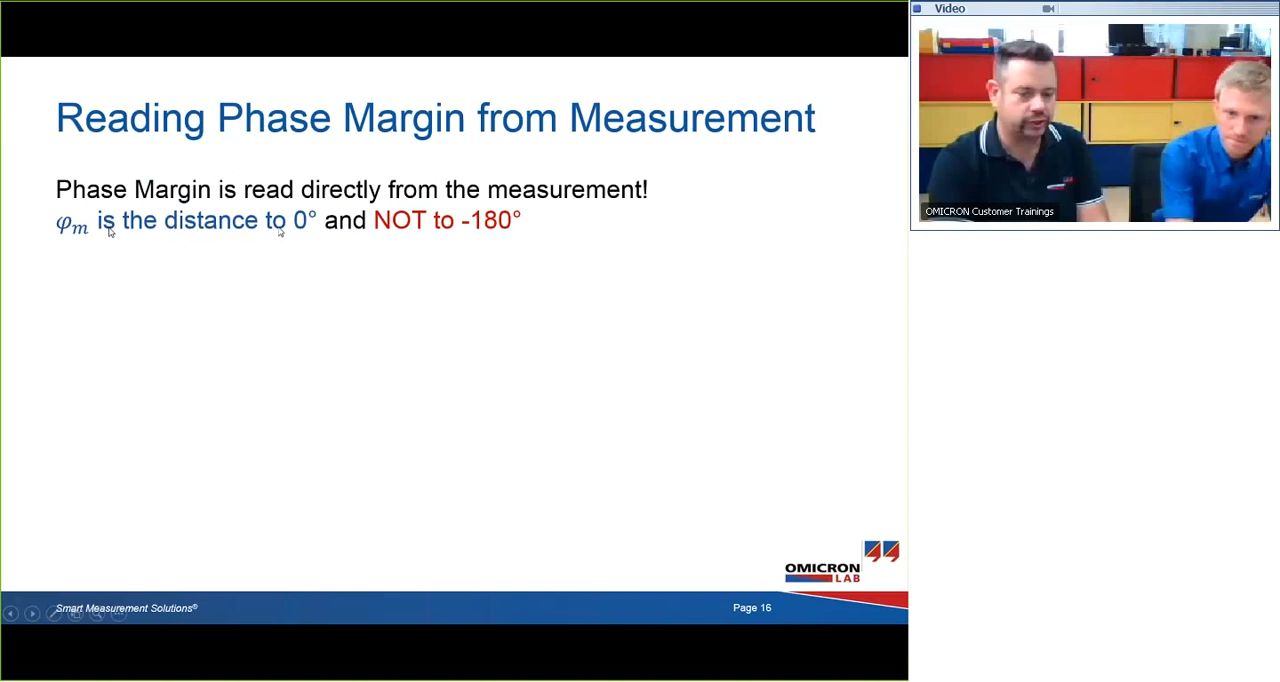 Video
Reading Phase Margin from Measurement
Phase Margin is read directly from the measurement!
φm is the distance to 0° and NOT to -180°
OMICRON Customer Trainings
OMICRON
LAB
Smart Measurement Solutions®
Page 16